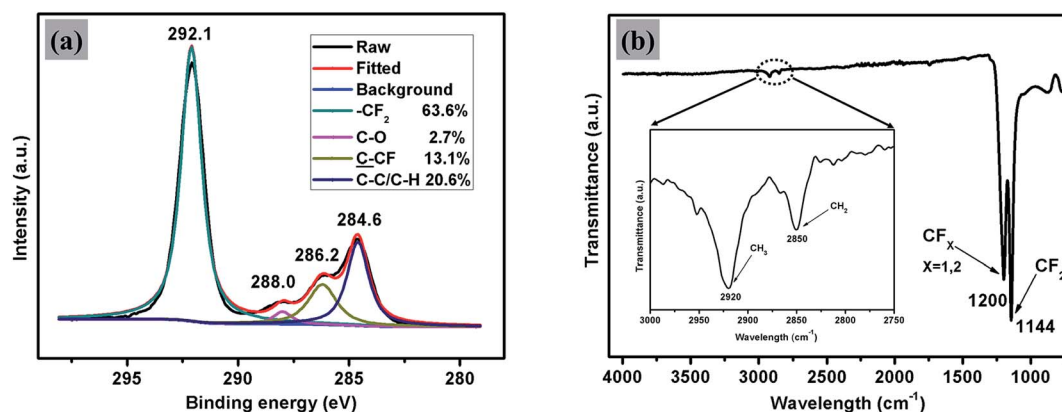 (a)
292.1
Raw
Fitted
Background
-CF₂ 63.6%
C-O 2.7%
C-CF 13.1%
C-C/C-H 20.6%
284.6
286.2
288.0
Intensity (a.u.)
295 290 285 280
Binding energy (eV)
(b)
Transmittance (a.u.)
Transmittance (a.u.)
CH₂
2850
CH₃
2920
3000 2950 2900 2850 2800 2750
Wavelength (cm⁻¹)
CFₓ
X=1,2
CF₂
1200
1144
4000 3500 3000 2500 2000 1500 1000
Wavelength (cm⁻¹)